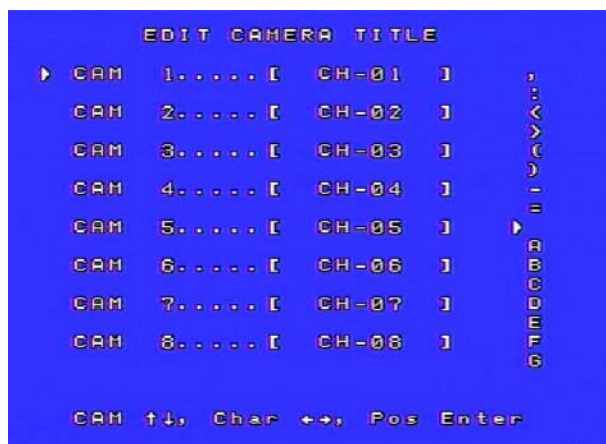 EDIT CAMERA TITLE
CAM 1.....[ CH-01 ]
CAM 2.....[ CH-02 ]
CAM 3.....[ CH-03 ]
CAM 4.....[ CH-04 ]
CAM 5.....[ CH-05 ]
CAM 6.....[ CH-06 ]
CAM 7.....[ CH-07 ]
CAM 8.....[ CH-08 ]
,
:
<
>
(
)
-
=
A
B
C
D
E
F
G
CAM ↑↓, Char ←→, Pos Enter